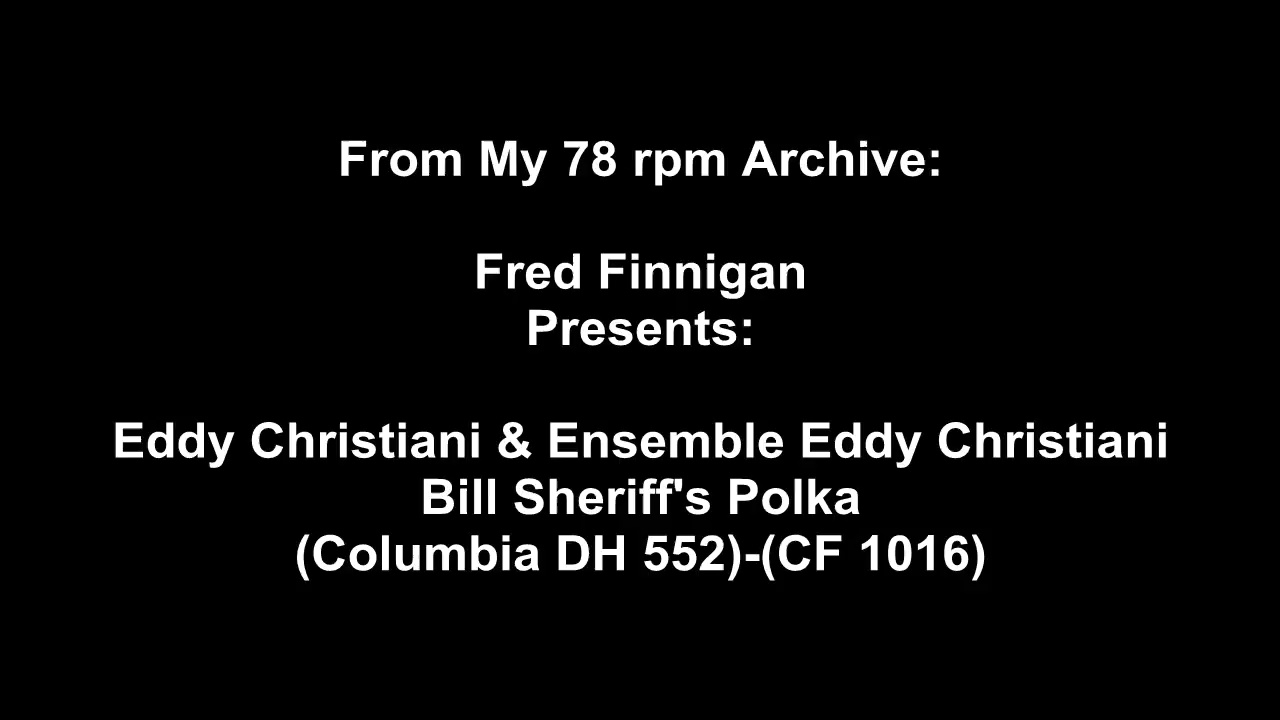 From My 78 rpm Archive:
Fred Finnigan
Presents:
Eddy Christiani & Ensemble Eddy Christiani
Bill Sheriff's Polka
(Columbia DH 552)-(CF 1016)